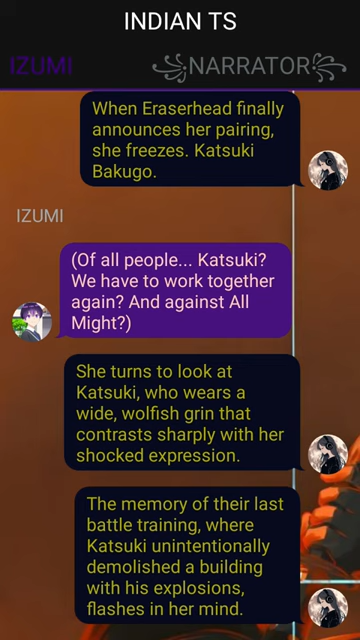 INDIAN TS
IZUMI
NARRATOR
When Eraserhead finally
announces her pairing,
she freezes. Katsuki
Bakugo.
IZUMI
(Of all people... Katsuki?
We have to work together
again? And against All
Might?)
She turns to look at
Katsuki, who wears a
wide, wolfish grin that
contrasts sharply with her
shocked expression.
The memory of their last
battle training, where
Katsuki unintentionally
demolished a building
with his explosions,
flashes in her mind.